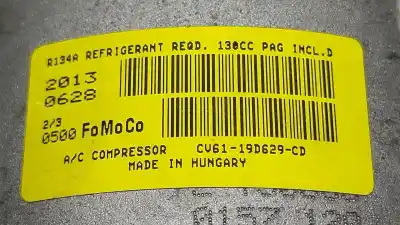 R134A REFRIGERANT REQD. 130CC PAG INCL.D
2013
0628
2/3
0500 FoMoCo
A/C COMPRESSOR CV61-19D629-CD
MADE IN HUNGARY